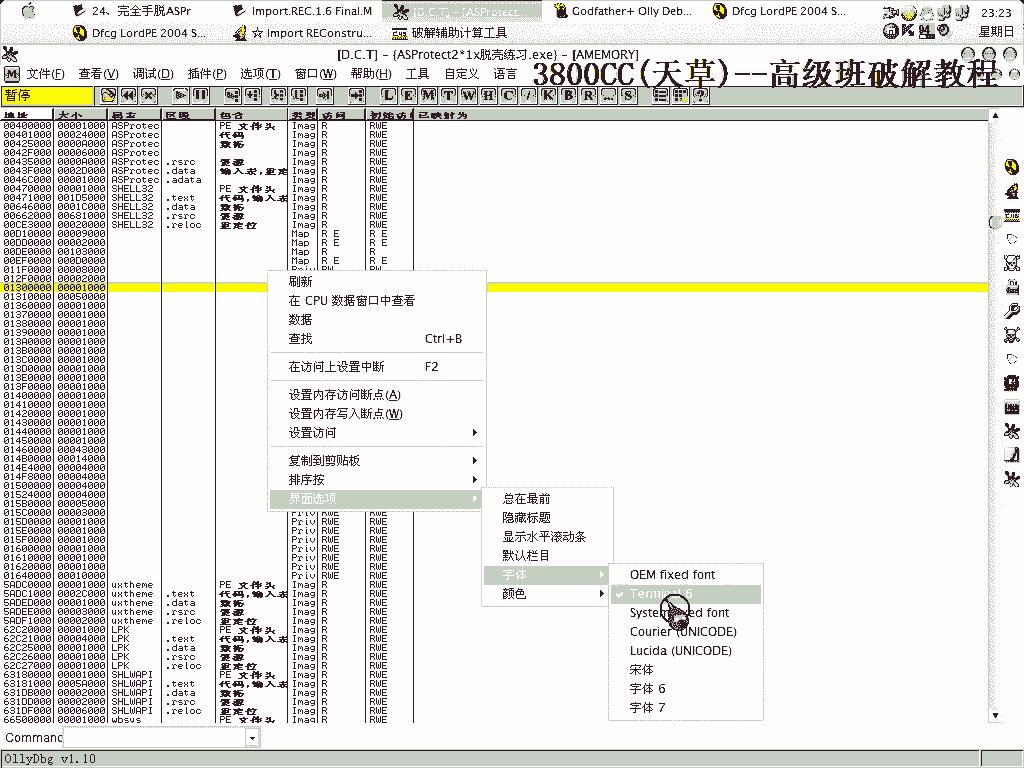 24、完全手脱ASPr
Import.REC.1.6 Final.M
[D.C.T] - {ASProtect...
Godfather+ Olly Deb...
Dfcg LordPE 2004 S...
23:23
Dfcg LordPE 2004 S...
☆ Import REConstru...
破解辅助计算工具
星期日
[D.C.T] - {ASProtect2*1x脱壳练习.exe} - [AMEMORY]
M 文件(F) 查看(V) 调试(D) 插件(P) 选项(T) 窗口(W) 帮助(H) 工具 自定义 语言
3800CC(天草)--高级班破解教程
暂停 L E M T W H C / K B R ... S ?
地址 大小 属主 区段 包含 类型 访问 初始访问 已映射为
00400000 00001000 ASProtec PE 文件头 Imag R RWE
00401000 00024000 ASProtec 代码 Imag R RWE
00425000 0000A000 ASProtec 数据 Imag R RWE
0042F000 00006000 ASProtec Imag R RWE
00435000 0000A000 ASProtec .rsrc 资源 Imag R RWE
0043F000 0002D000 ASProtec .data 输入表,重定 Imag R RWE
0046C000 00001000 ASProtec .adata Imag R RWE
00470000 00001000 SHELL32 PE 文件头 Imag R RWE
00471000 001D5000 SHELL32 .text 代码,输入表 Imag R RWE
00646000 0001C000 SHELL32 .data 数据 Imag R RWE
00662000 00681000 SHELL32 .rsrc 资源 Imag R RWE
00CE3000 00020000 SHELL32 .reloc 重定位 Imag R RWE
00D10000 00009000 Map R E R E
00DD0000 00002000 Map R E R E
00DE0000 00103000 Map R R
00EF0000 000D0000 Map R E R E
011F0000 00008000 Priv RW RW
012F0000 00002000
01300000 00001000
01310000 00050000
01360000 00001000
01370000 00001000
01380000 00001000
01390000 00001000
013A0000 00001000
013B0000 00001000
013C0000 00001000
013D0000 00001000
013E0000 00001000
013F0000 00001000
01400000 00001000
01410000 00001000
01420000 00001000
01430000 00001000
01440000 00001000
01450000 00001000
01460000 00043000
014B0000 00014000
014E4000 00004000
014F8000 00001000
01500000 00004000
01524000 00004000
015B0000 00005000
015C0000 00003000 Priv RWE RWE
015D0000 00001000 Priv RWE RWE
015E0000 00001000 Priv RWE RWE
015F0000 00001000 Priv RWE RWE
01600000 00001000 Priv RWE RWE
01610000 00001000 Priv RWE RWE
01620000 00001000 Priv RWE RWE
01640000 00001000 Priv RWE RWE
5ADC0000 00001000 uxtheme PE 文件头 Imag R RWE
5ADC1000 0002C000 uxtheme .text 代码,输入表 Imag R RWE
5ADED000 00001000 uxtheme .data 数据 Imag R RWE
5ADEE000 00003000 uxtheme .rsrc 资源 Imag R RWE
5ADF1000 00002000 uxtheme .reloc 重定位 Imag R RWE
62C20000 00001000 LPK PE 文件头 Imag R RWE
62C21000 00004000 LPK .text 代码,输入表 Imag R RWE
62C25000 00001000 LPK .data 数据 Imag R RWE
62C26000 00001000 LPK .rsrc 资源 Imag R RWE
62C27000 00001000 LPK .reloc 重定位 Imag R RWE
63180000 00001000 SHLWAPI PE 文件头 Imag R RWE
63181000 0005A000 SHLWAPI .text 代码,输入表 Imag R RWE
631DB000 00002000 SHLWAPI .data 数据 Imag R RWE
631DD000 00002000 SHLWAPI .rsrc 资源 Imag R RWE
631DF000 00006000 SHLWAPI .reloc 重定位 Imag R RWE
66500000 00001000 wbsys PE 文件头 Imag R RWE
刷新
在 CPU 数据窗口中查看
数据
查找 Ctrl+B
在访问上设置中断 F2
设置内存访问断点(A)
设置内存写入断点(W)
设置访问
复制到剪贴板
排序按
界面选项
总在最前
隐藏标题
显示水平滚动条
默认栏目
字体
颜色
OEM fixed font
Terminal 6
System fixed font
Courier (UNICODE)
Lucida (UNICODE)
宋体
字体 6
字体 7
Command
OllyDbg v1.10